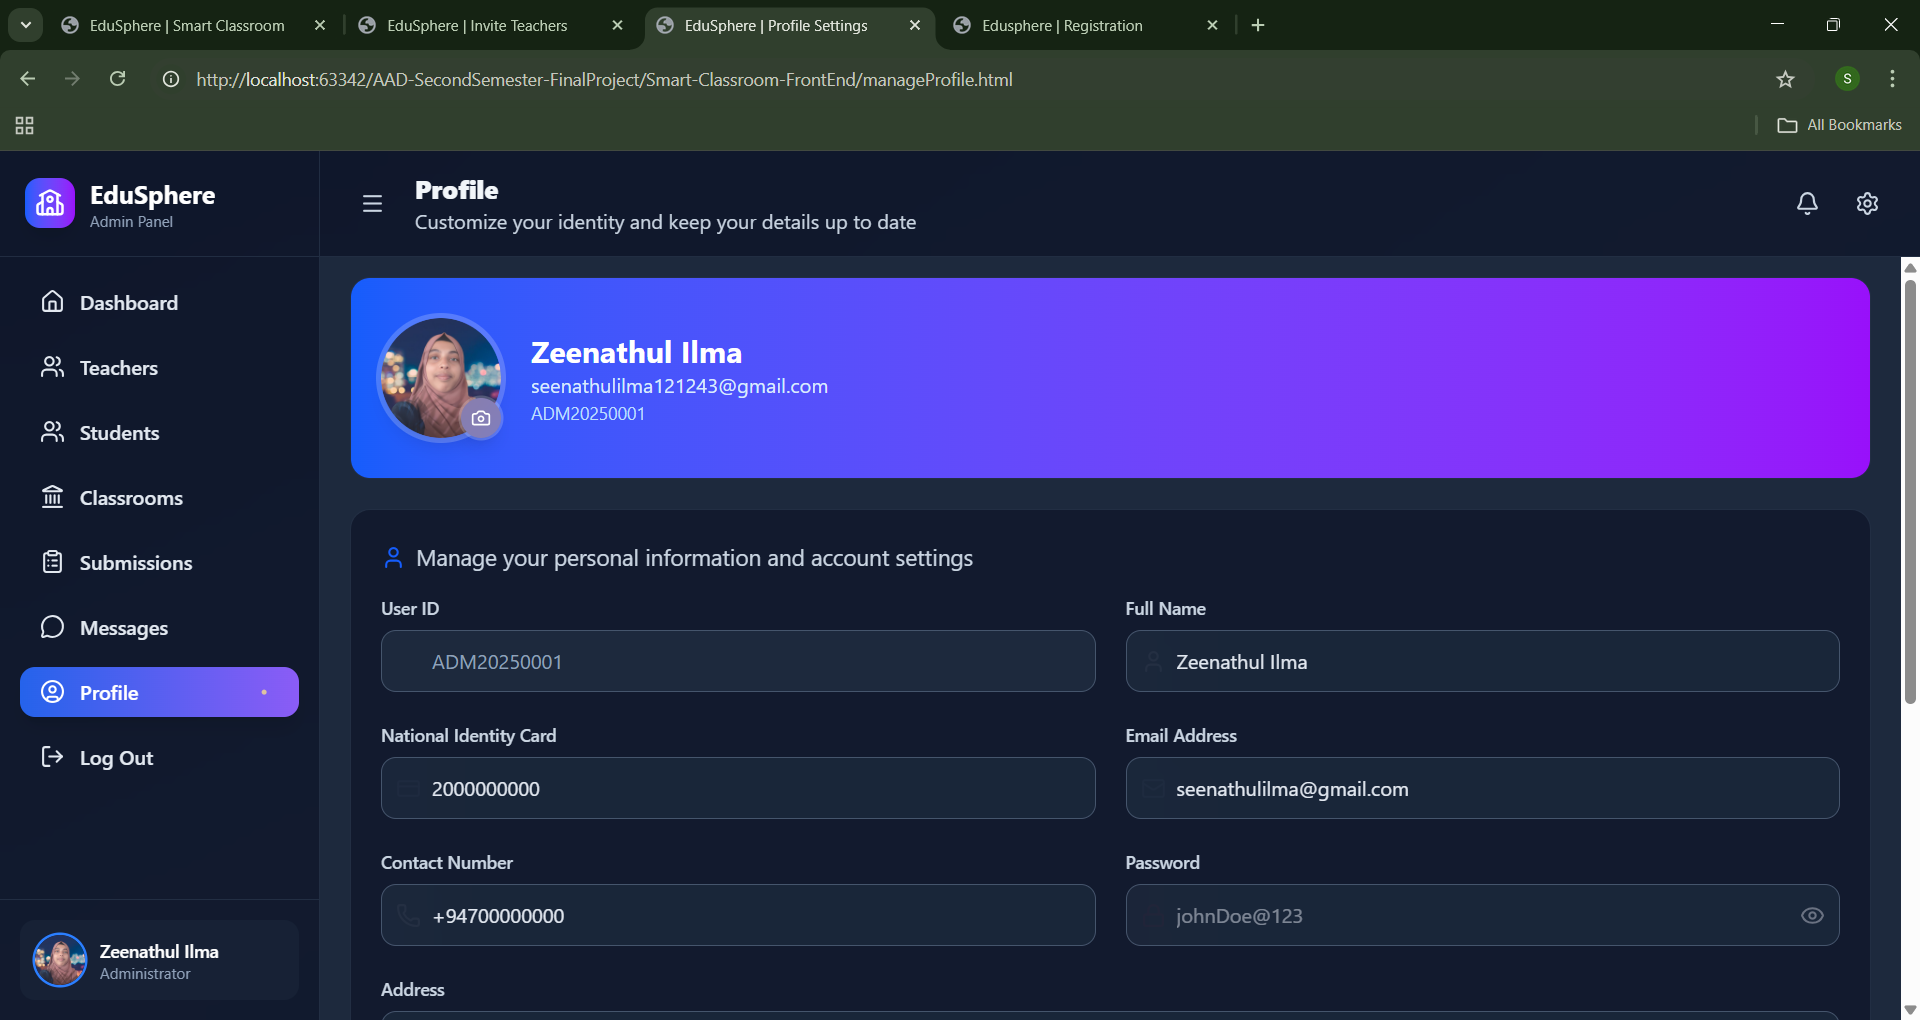 EduSphere | Smart Classroom
EduSphere | Invite Teachers
EduSphere | Profile Settings
Edusphere | Registration
http://localhost:63342/AAD-SecondSemester-FinalProject/Smart-Classroom-FrontEnd/manageProfile.html
S
All Bookmarks
EduSphere
Admin Panel
Profile
Customize your identity and keep your details up to date
Dashboard
Teachers
Students
Classrooms
Submissions
Messages
Profile
Log Out
Zeenathul Ilma
Administrator
Zeenathul Ilma
seenathulilma121243@gmail.com
ADM20250001
Manage your personal information and account settings
User ID
ADM20250001
Full Name
Zeenathul Ilma
National Identity Card
2000000000
Email Address
seenathulilma@gmail.com
Contact Number
+94700000000
Password
johnDoe@123
Address